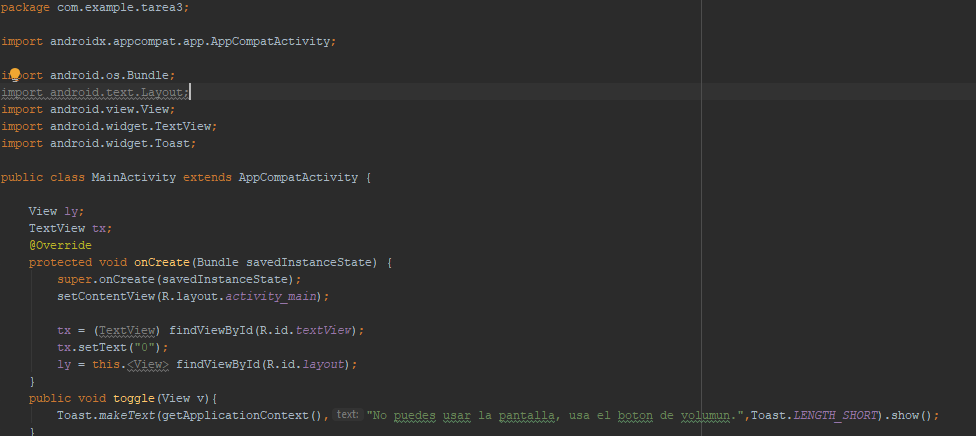 package com.example.tarea3;
import androidx.appcompat.app.AppCompatActivity;
import android.os.Bundle;
import android.text.Layout;
import android.view.View;
import android.widget.TextView;
import android.widget.Toast;
public class MainActivity extends AppCompatActivity {
View ly;
TextView tx;
@Override
protected void onCreate(Bundle savedInstanceState) {
super.onCreate(savedInstanceState);
setContentView(R.layout.activity_main);
tx = (TextView) findViewById(R.id.textView);
tx.setText("0");
ly = this.<View> findViewById(R.id.layout);
}
public void toggle(View v){
Toast.makeText(getApplicationContext(), text: "No puedes usar la pantalla, usa el boton de volumun.",Toast.LENGTH_SHORT).show();
}